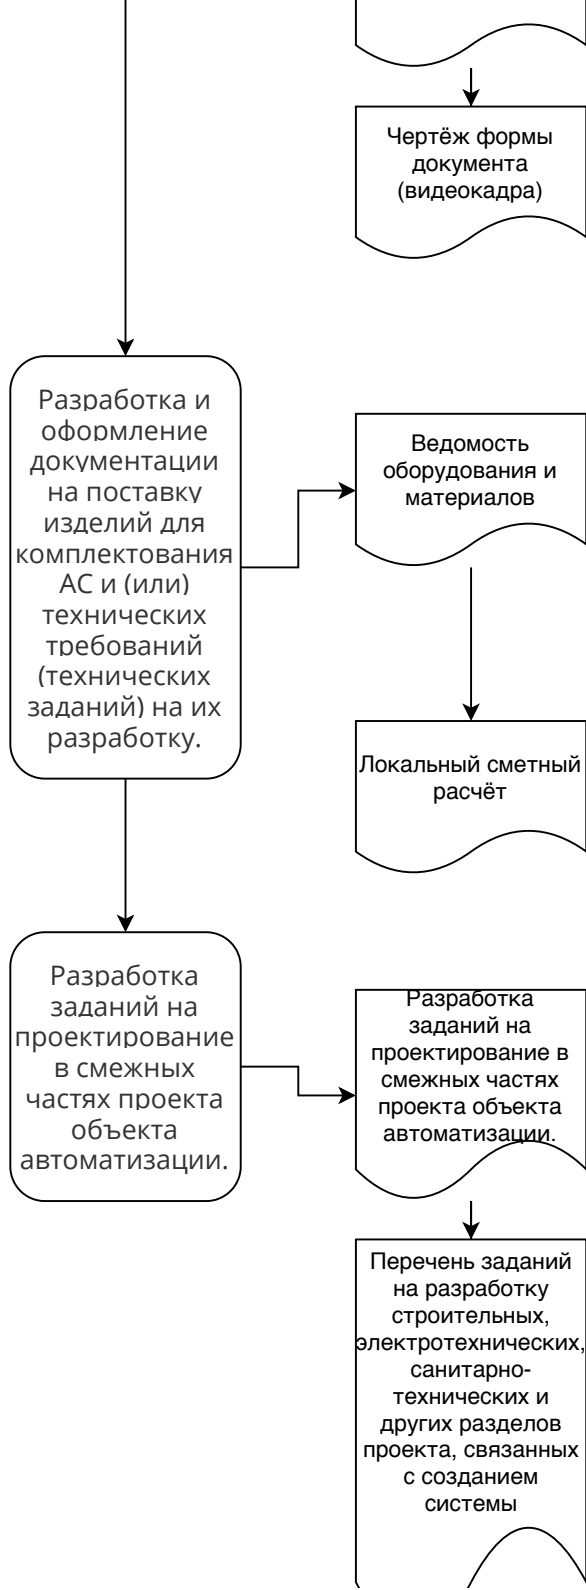 Чертёж формы
документа
(видеокадра)
Разработка и
оформление
документации
на поставку
изделий для
комплектования
АС и (или)
технических
требований
(технических
заданий) на их
разработку.
Ведомость
оборудования и
материалов
Локальный сметный
расчёт
Разработка
заданий на
проектирование
в смежных
частях проекта
объекта
автоматизации.
Разработка
заданий на
проектирование в
смежных частях
проекта объекта
автоматизации.
Перечень заданий
на разработку
строительных,
электротехнических,
санитарно-
технических и
других разделов
проекта, связанных
с созданием
системы